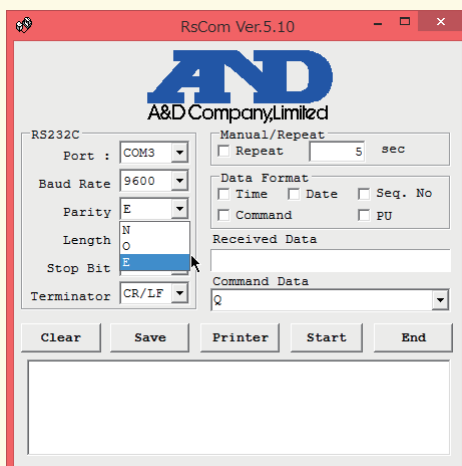 RsCom Ver.5.10
AND
A&D Company,Limited
RS232C
Port : COM3
Baud Rate 9600
Parity E
N
O
E
Length
Stop Bit
Terminator CR/LF
Manual/Repeat
Repeat 5 sec
Data Format
Time Date Seq. No
Command PU
Received Data
Command Data
Q
Clear Save Printer Start End